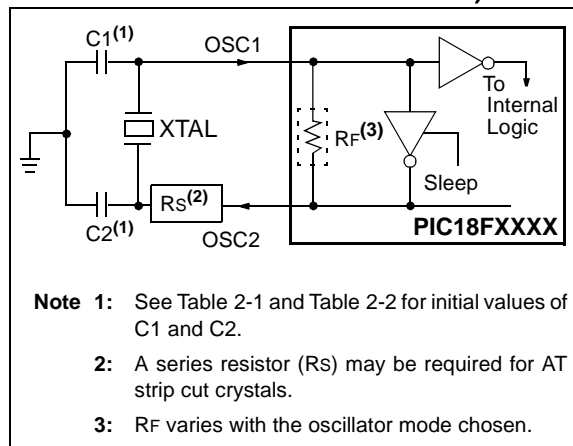 C1(1)
OSC1
To
Internal
Logic
XTAL
RF(3)
Sleep
C2(1)
RS(2)
OSC2
PIC18FXXXX
Note 1: See Table 2-1 and Table 2-2 for initial values of
C1 and C2.
2: A series resistor (RS) may be required for AT
strip cut crystals.
3: RF varies with the oscillator mode chosen.